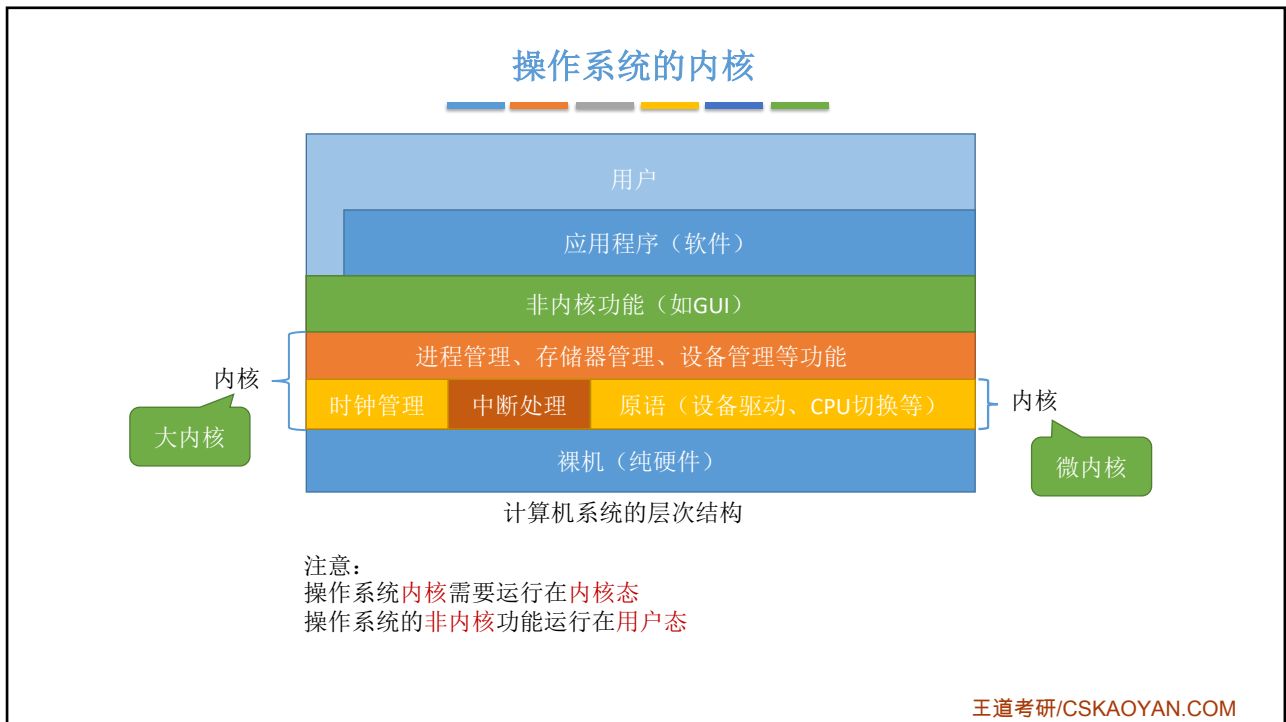 操作系统的内核
用户
应用程序（软件）
非内核功能（如GUI）
进程管理、存储器管理、设备管理等功能
内核
大内核
时钟管理
中断处理
原语（设备驱动、CPU切换等）
内核
微内核
裸机（纯硬件）
计算机系统的层次结构
注意：
操作系统内核需要运行在内核态
操作系统的非内核功能运行在用户态
王道考研/CSKAOYAN.COM